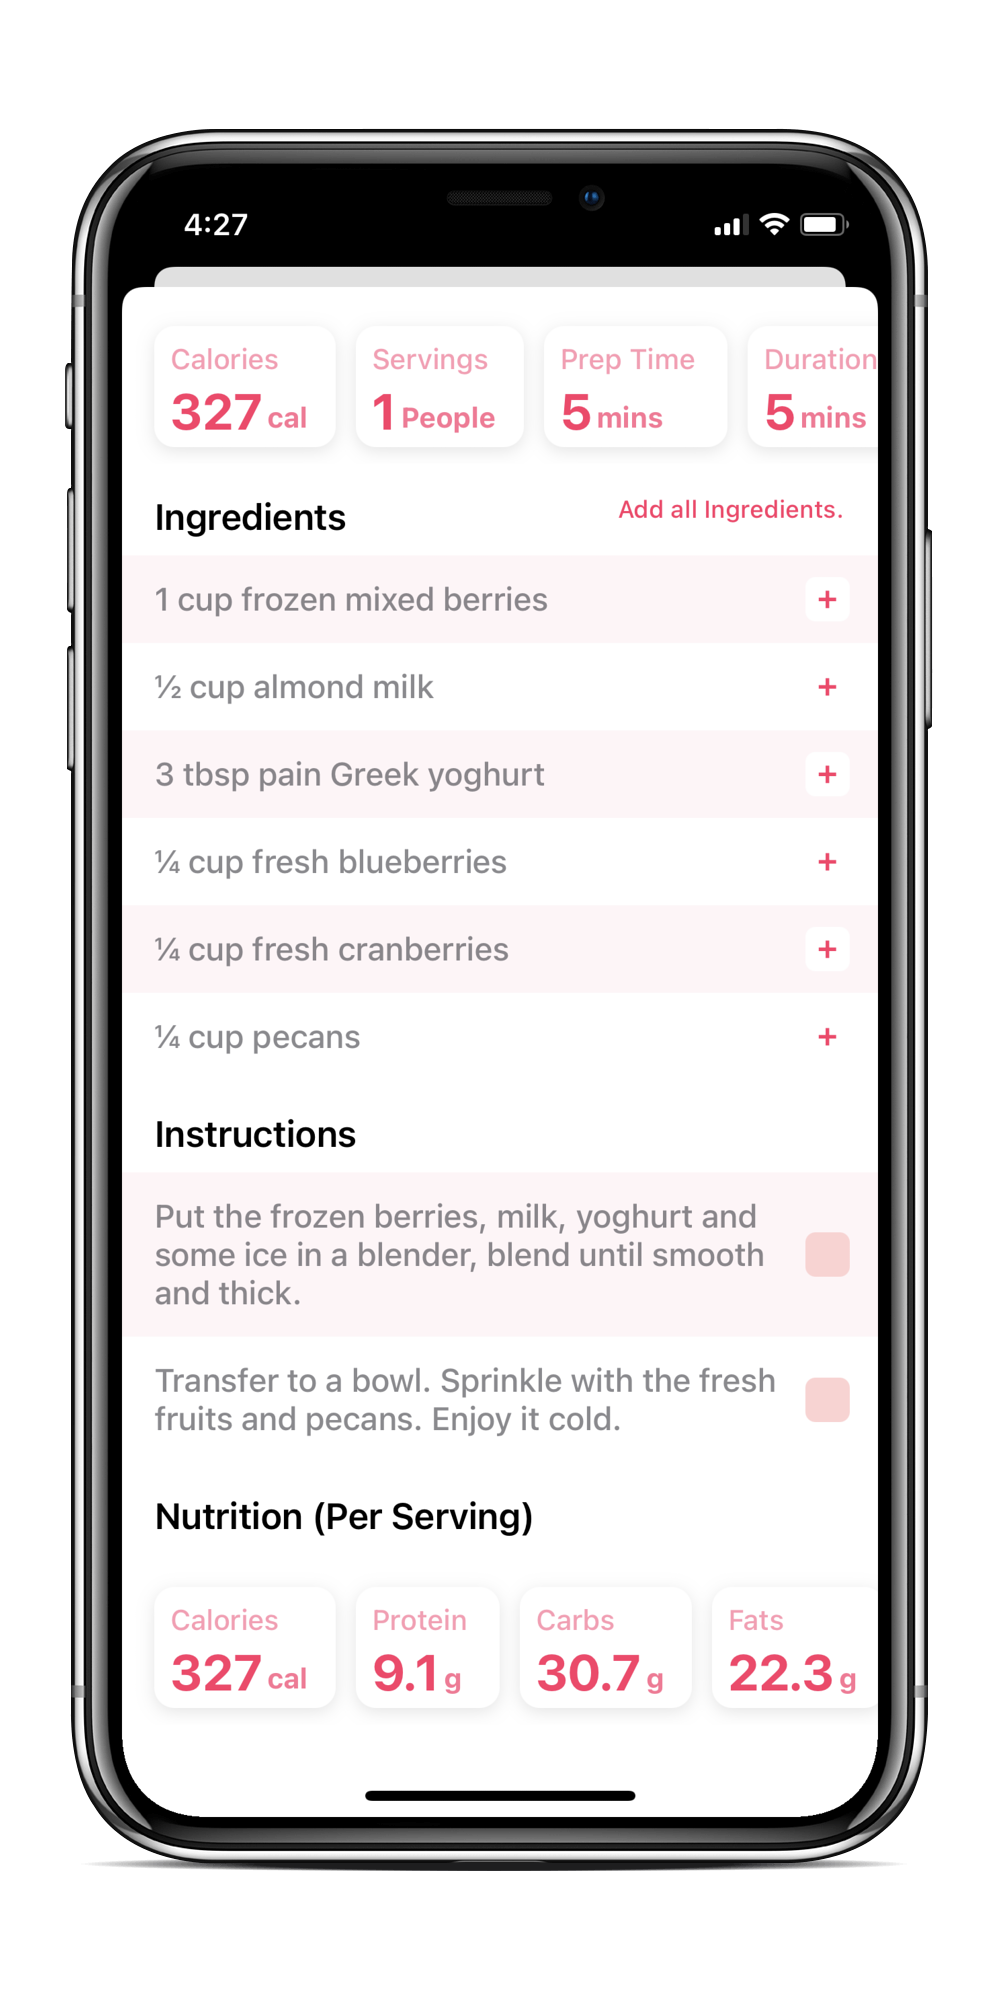 4:27
Calories Servings Prep Time Duration
327 cal 1 People 5 mins 5 mins
Ingredients Add all Ingredients.
1 cup frozen mixed berries +
½ cup almond milk +
3 tbsp pain Greek yoghurt +
¼ cup fresh blueberries +
¼ cup fresh cranberries +
¼ cup pecans +
Instructions
Put the frozen berries, milk, yoghurt and
some ice in a blender, blend until smooth
and thick.
Transfer to a bowl. Sprinkle with the fresh
fruits and pecans. Enjoy it cold.
Nutrition (Per Serving)
Calories Protein Carbs Fats
327 cal 9.1 g 30.7 g 22.3 g